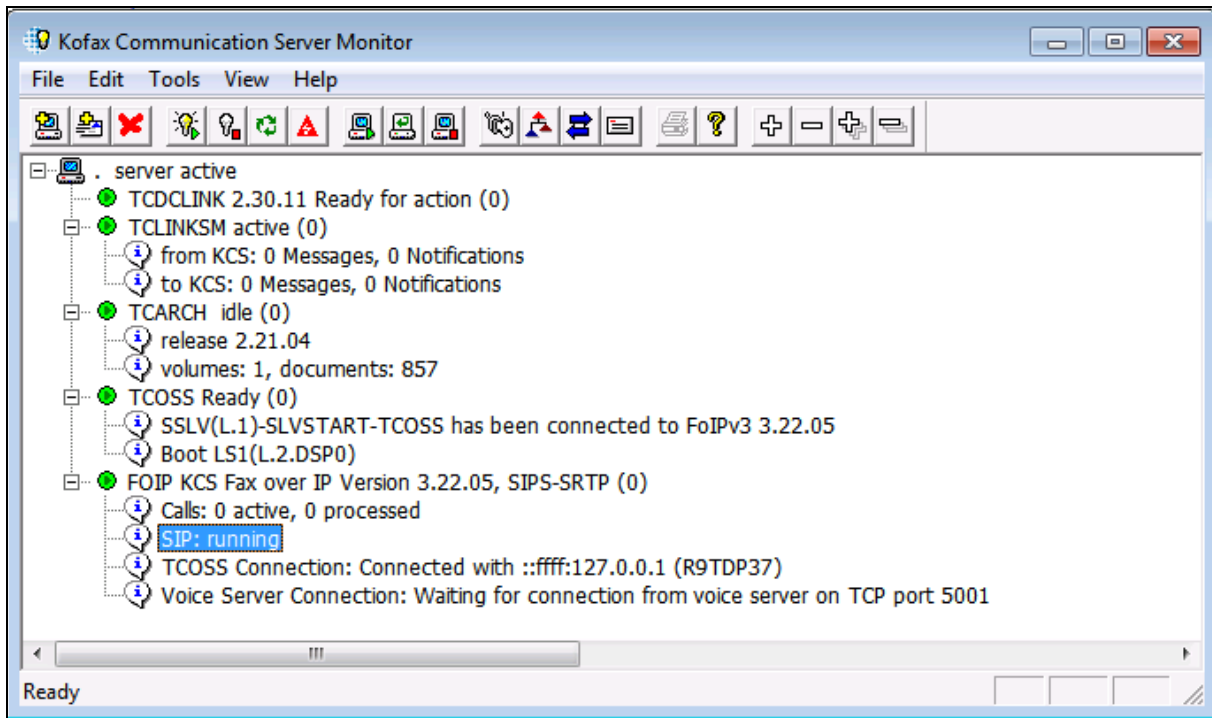 Kofax Communication Server Monitor
File Edit Tools View Help
. server active
TCDCLINK 2.30.11 Ready for action (0)
TCLINKSM active (0)
from KCS: 0 Messages, 0 Notifications
to KCS: 0 Messages, 0 Notifications
TCARCH idle (0)
release 2.21.04
volumes: 1, documents: 857
TCOSS Ready (0)
SSLV(L.1)-SLVSTART-TCOSS has been connected to FoIPv3 3.22.05
Boot LS1(L.2.DSP0)
FOIP KCS Fax over IP Version 3.22.05, SIPS-SRTP (0)
Calls: 0 active, 0 processed
SIP: running
TCOSS Connection: Connected with ::ffff:127.0.0.1 (R9TDP37)
Voice Server Connection: Waiting for connection from voice server on TCP port 5001
Ready